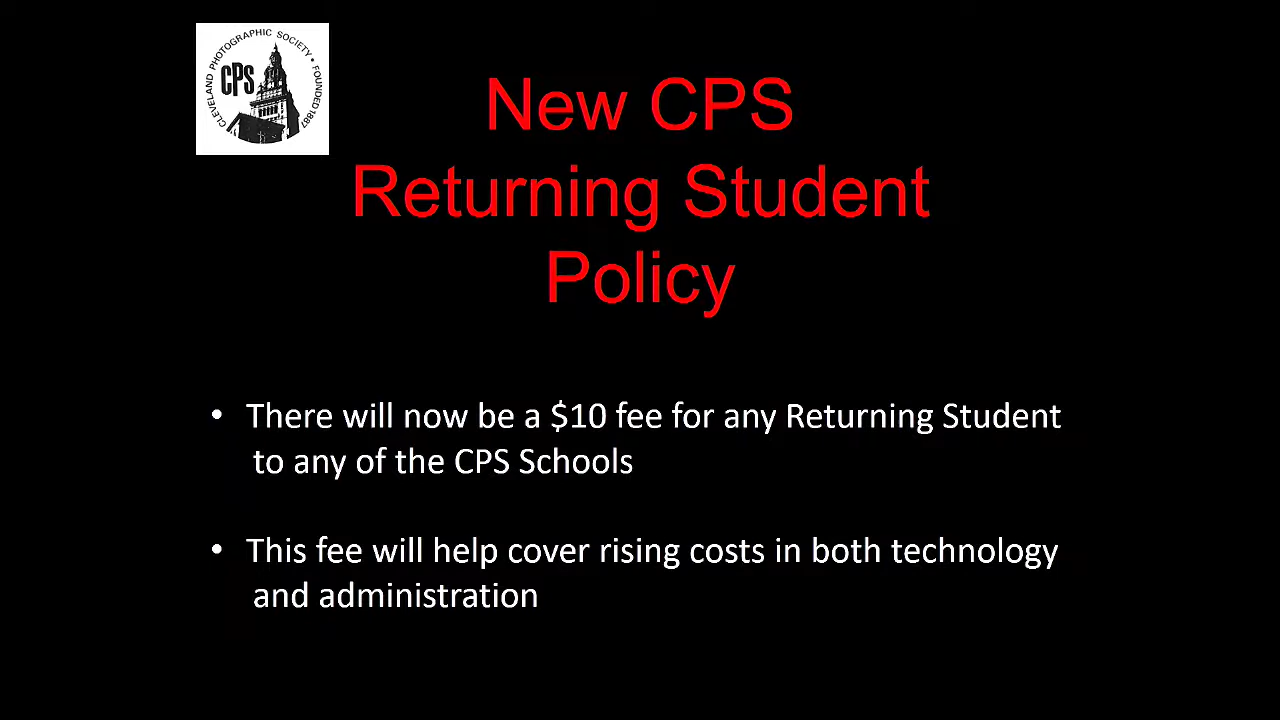 CLEVELAND PHOTOGRAPHIC SOCIETY • FOUNDED 1887
CPS
New CPS
Returning Student
Policy
• There will now be a $10 fee for any Returning Student
to any of the CPS Schools
• This fee will help cover rising costs in both technology
and administration